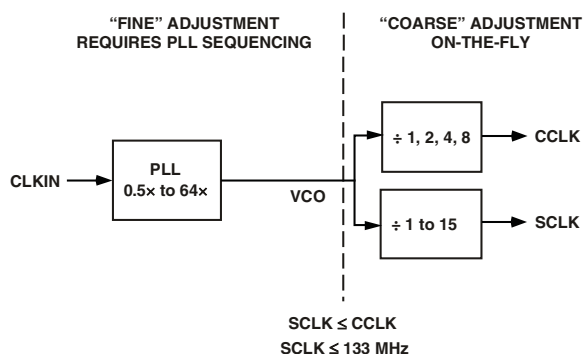 “FINE” ADJUSTMENT
REQUIRES PLL SEQUENCING
“COARSE” ADJUSTMENT
ON-THE-FLY
CLKIN
PLL
0.5× to 64×
VCO
÷ 1, 2, 4, 8
CCLK
÷ 1 to 15
SCLK
SCLK ≤ CCLK
SCLK ≤ 133 MHz